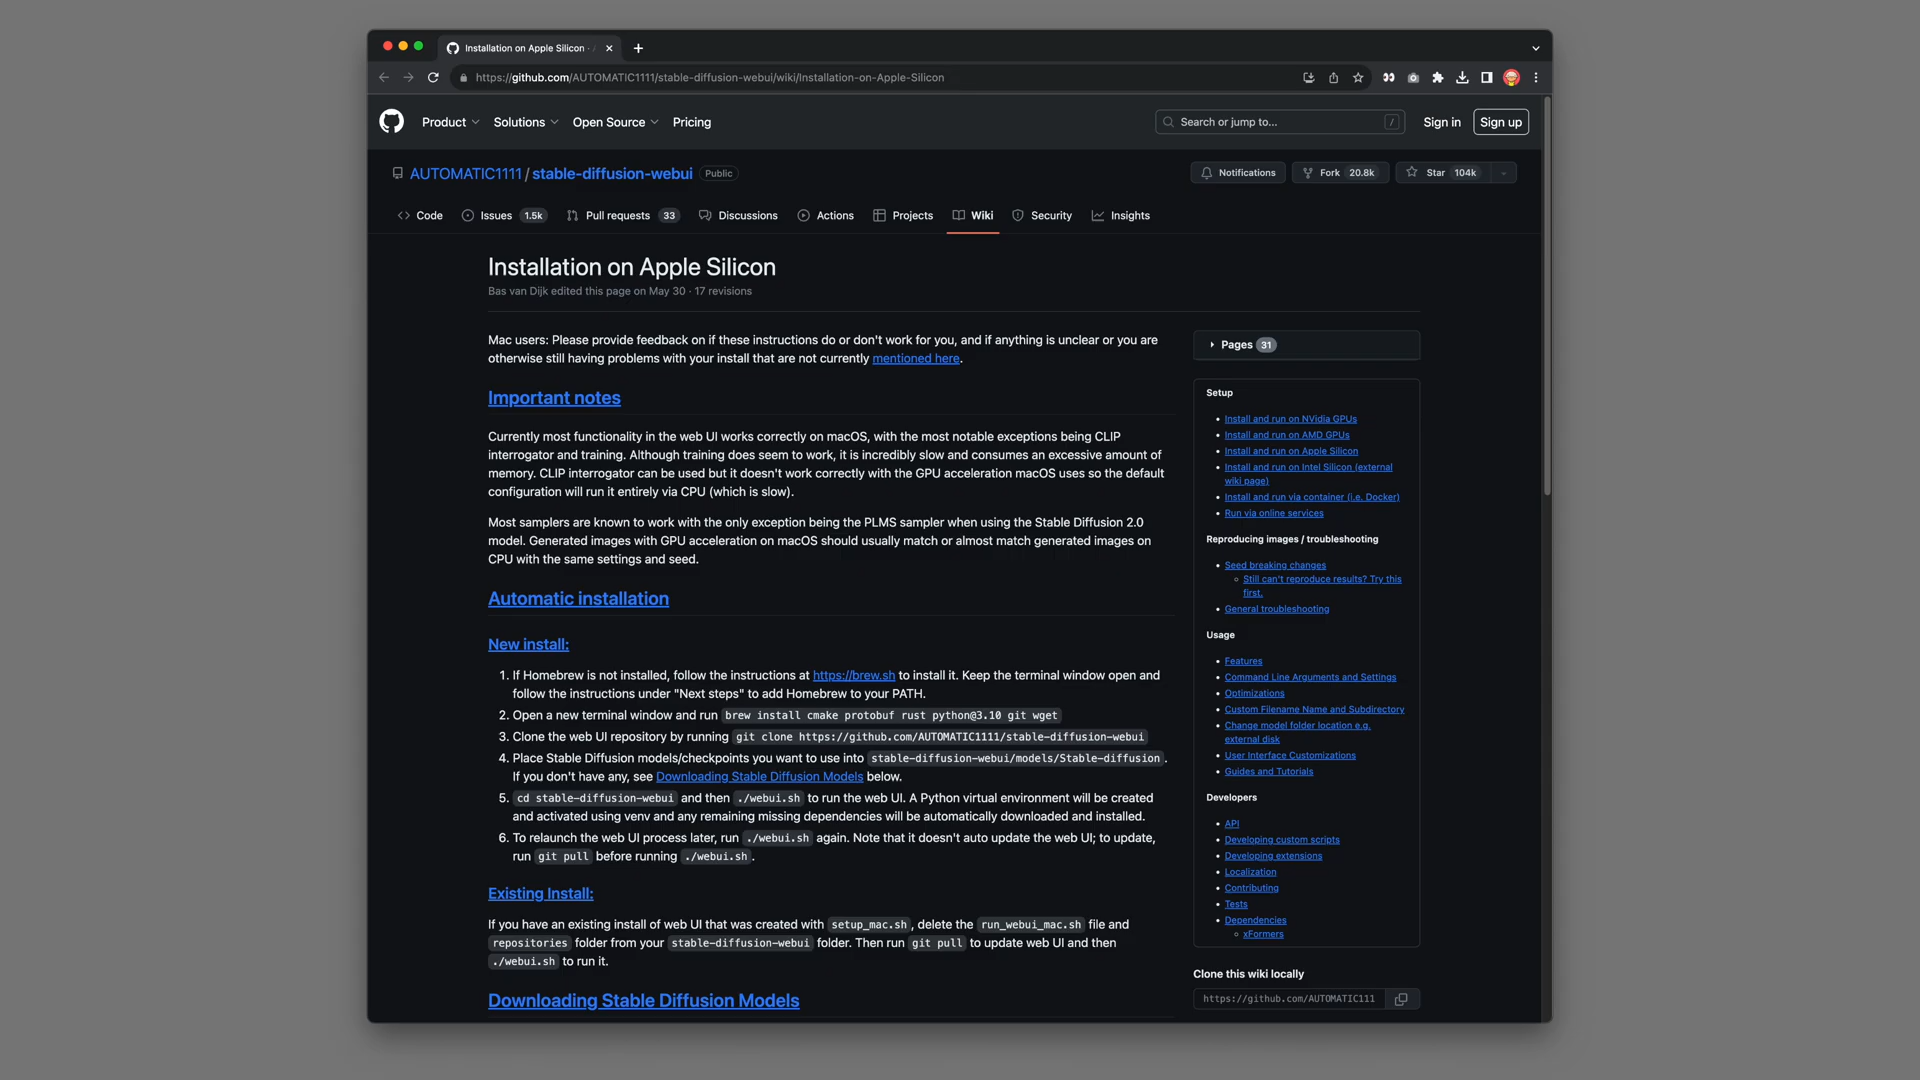 Installation on Apple Silicon ·
https://github.com/AUTOMATIC1111/stable-diffusion-webui/wiki/Installation-on-Apple-Silicon
Product Solutions Open Source Pricing Search or jump to... / Sign in Sign up
AUTOMATIC1111 / stable-diffusion-webui Public Notifications Fork 20.8k Star 104k
Code Issues 1.5k Pull requests 33 Discussions Actions Projects Wiki Security Insights
Installation on Apple Silicon
Bas van Dijk edited this page on May 30 · 17 revisions
Mac users: Please provide feedback on if these instructions do or don't work for you, and if anything is unclear or you are
otherwise still having problems with your install that are not currently mentioned here.
Important notes
Currently most functionality in the web UI works correctly on macOS, with the most notable exceptions being CLIP
interrogator and training. Although training does seem to work, it is incredibly slow and consumes an excessive amount of
memory. CLIP interrogator can be used but it doesn't work correctly with the GPU acceleration macOS uses so the default
configuration will run it entirely via CPU (which is slow).
Most samplers are known to work with the only exception being the PLMS sampler when using the Stable Diffusion 2.0
model. Generated images with GPU acceleration on macOS should usually match or almost match generated images on
CPU with the same settings and seed.
Automatic installation
New install:
1. If Homebrew is not installed, follow the instructions at https://brew.sh to install it. Keep the terminal window open and
follow the instructions under "Next steps" to add Homebrew to your PATH.
2. Open a new terminal window and run brew install cmake protobuf rust python@3.10 git wget
3. Clone the web UI repository by running git clone https://github.com/AUTOMATIC1111/stable-diffusion-webui
4. Place Stable Diffusion models/checkpoints you want to use into stable-diffusion-webui/models/Stable-diffusion .
If you don't have any, see Downloading Stable Diffusion Models below.
5. cd stable-diffusion-webui and then ./webui.sh to run the web UI. A Python virtual environment will be created
and activated using venv and any remaining missing dependencies will be automatically downloaded and installed.
6. To relaunch the web UI process later, run ./webui.sh again. Note that it doesn't auto update the web UI; to update,
run git pull before running ./webui.sh .
Existing Install:
If you have an existing install of web UI that was created with setup_mac.sh , delete the run_webui_mac.sh file and
repositories folder from your stable-diffusion-webui folder. Then run git pull to update web UI and then
./webui.sh to run it.
Downloading Stable Diffusion Models
Pages 31
Setup
Install and run on NVidia GPUs
Install and run on AMD GPUs
Install and run on Apple Silicon
Install and run on Intel Silicon (external
wiki page)
Install and run via container (i.e. Docker)
Run via online services
Reproducing images / troubleshooting
Seed breaking changes
Still can't reproduce results? Try this
first.
General troubleshooting
Usage
Features
Command Line Arguments and Settings
Optimizations
Custom Filename Name and Subdirectory
Change model folder location e.g.
external disk
User Interface Customizations
Guides and Tutorials
Developers
API
Developing custom scripts
Developing extensions
Localization
Contributing
Tests
Dependencies
xFormers
Clone this wiki locally
https://github.com/AUTOMATIC111